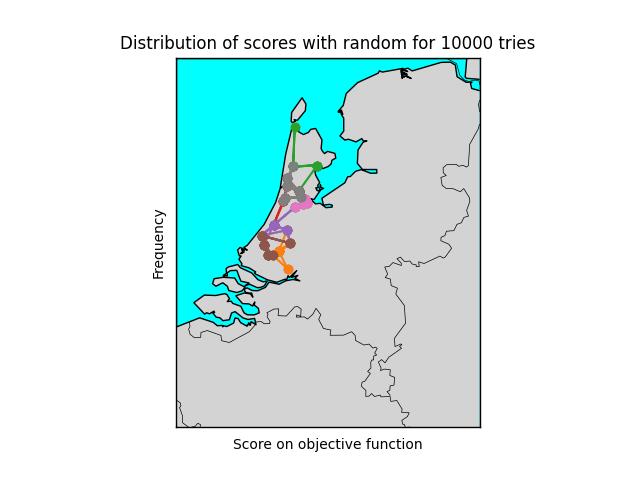 Distribution of scores with random for 10000 tries
Frequency
Score on objective function